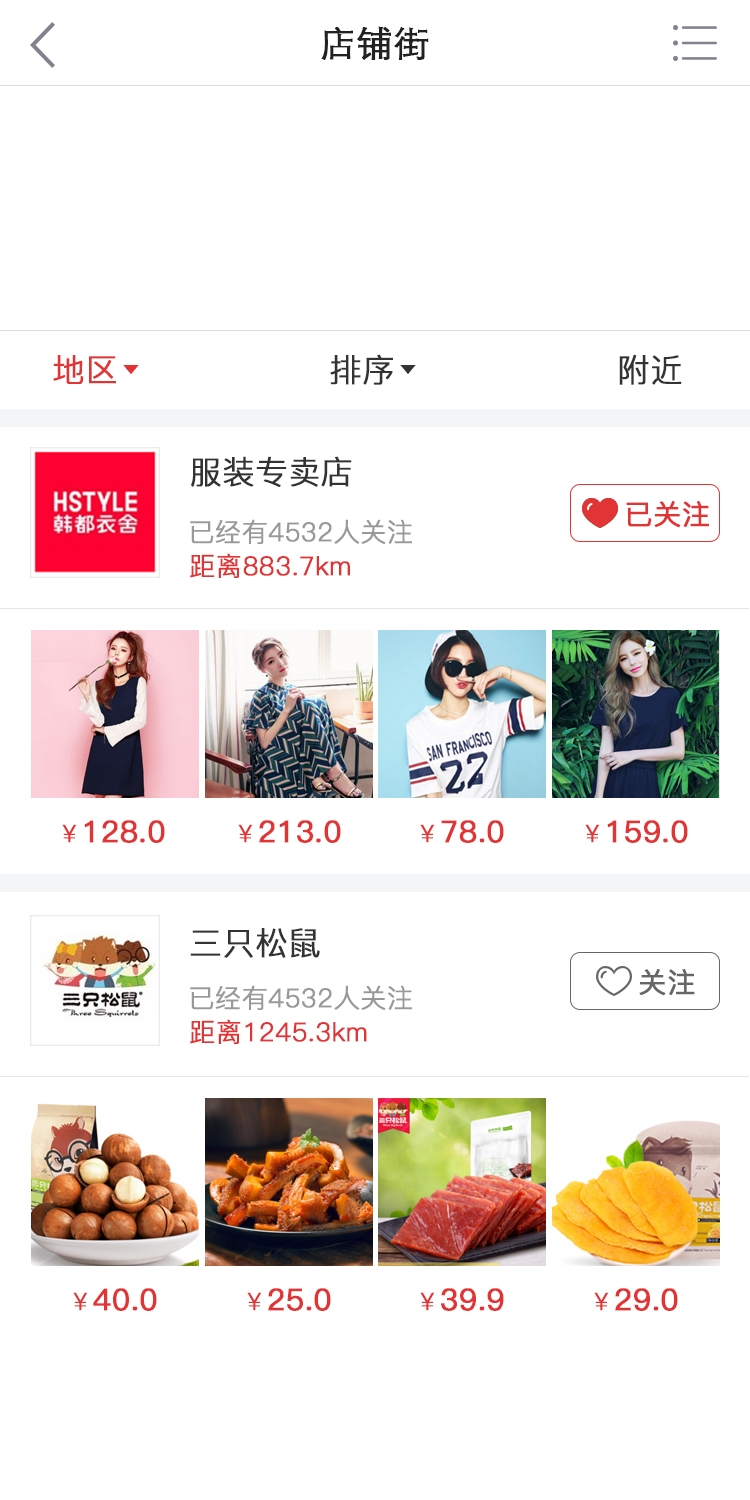 店铺街
地区
排序
附近
HSTYLE
韩都衣舍
服装专卖店
已经有4532人关注
距离883.7km
已关注
SAN FRANCISCO
22
¥128.0
¥213.0
¥78.0
¥159.0
三只松鼠
Three Squirrels
三只松鼠
已经有4532人关注
距离1245.3km
关注
三只松鼠
¥40.0
¥25.0
¥39.9
¥29.0